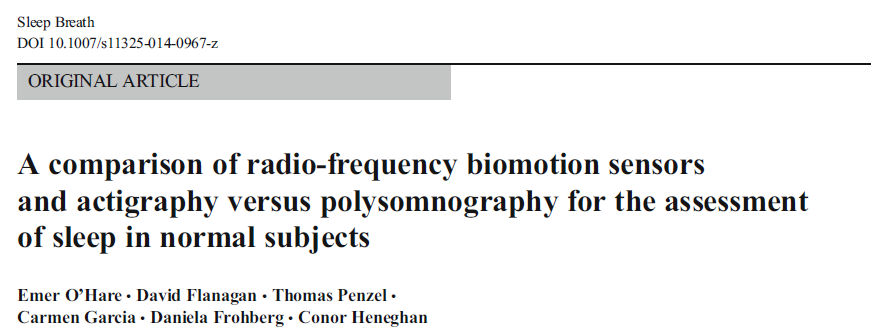 Sleep Breath
DOI 10.1007/s11325-014-0967-z
ORIGINAL ARTICLE
A comparison of radio-frequency biomotion sensors
and actigraphy versus polysomnography for the assessment
of sleep in normal subjects
Emer O’Hare • David Flanagan • Thomas Penzel •
Carmen Garcia • Daniela Frohberg • Conor Heneghan